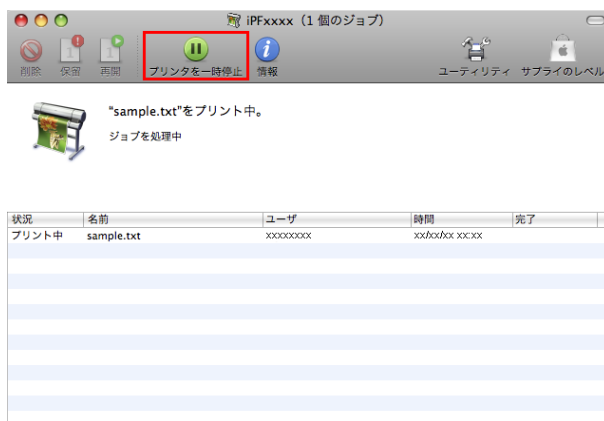 iPFxxxx（1 個のジョブ）
削除 保留 再開 プリンタを一時停止 情報 ユーティリティ サプライのレベル
"sample.txt"をプリント中。
ジョブを処理中
状況 名前 ユーザ 時間 完了
プリント中 sample.txt xxxxxxxx xx/xx/xx xx:xx